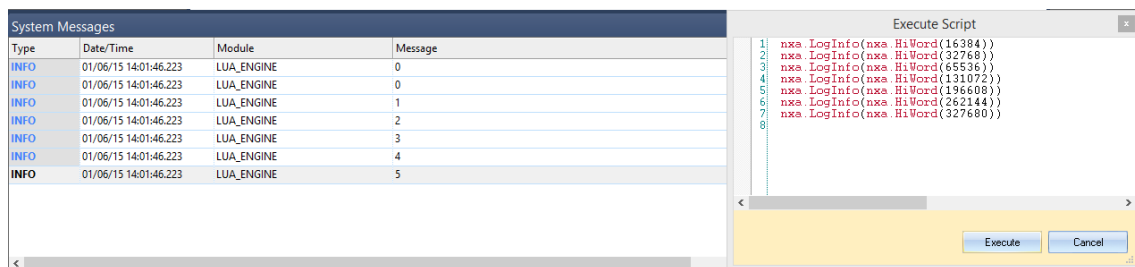 System Messages
Type Date/Time Module Message
INFO 01/06/15 14:01:46.223 LUA_ENGINE 0
INFO 01/06/15 14:01:46.223 LUA_ENGINE 0
INFO 01/06/15 14:01:46.223 LUA_ENGINE 1
INFO 01/06/15 14:01:46.223 LUA_ENGINE 2
INFO 01/06/15 14:01:46.223 LUA_ENGINE 3
INFO 01/06/15 14:01:46.223 LUA_ENGINE 4
INFO 01/06/15 14:01:46.223 LUA_ENGINE 5
Execute Script
x
1 nxa.LogInfo(nxa.HiWord(16384))
2 nxa.LogInfo(nxa.HiWord(32768))
3 nxa.LogInfo(nxa.HiWord(65536))
4 nxa.LogInfo(nxa.HiWord(131072))
5 nxa.LogInfo(nxa.HiWord(196608))
6 nxa.LogInfo(nxa.HiWord(262144))
7 nxa.LogInfo(nxa.HiWord(327680))
8
Execute Cancel